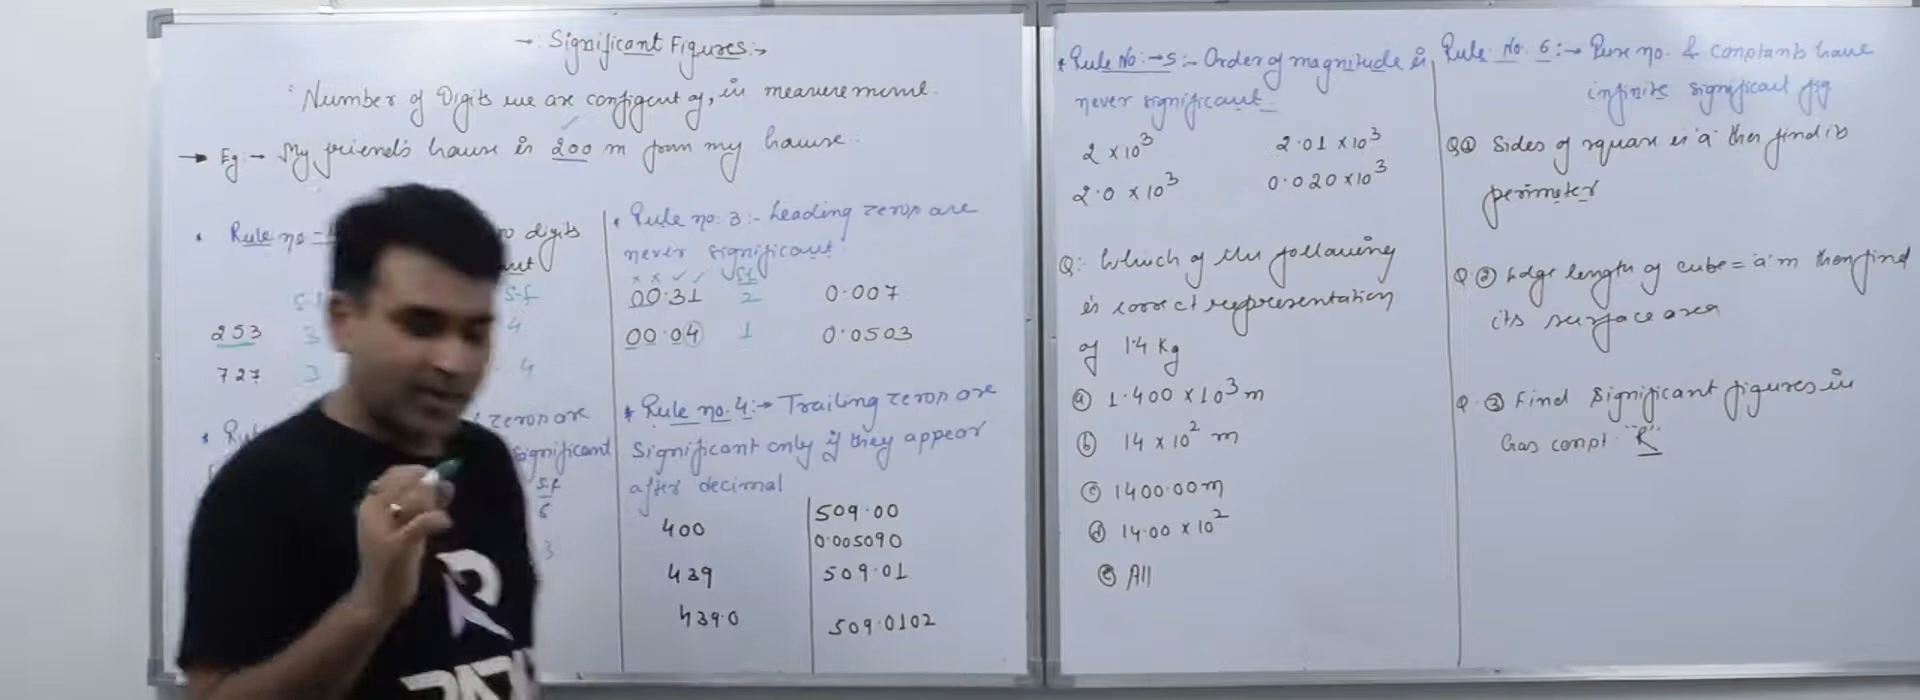 → Significant Figures:→
Number of Digits we are confident of, in measurement.
→ Eg:→ My friend's house is 200 m from my house.
• Rule no
digits
S.F
253 3 4
727 3 4
• Rul zeros are
significant
S.F
6
3
• Rule no. 3:- Leading zeros are
never significant.
x x ✓ ✓ S.F
00.31 2 0.007
00.04 1 0.0503
* Rule no. 4:→ Trailing zeros are
Significant only if they appear
after decimal
400 509.00
0.005090
439 509.01
439.0 509.0102
* Rule No:→5:- Order of magnitude is
never significant.
2 x 10³ 2.01 x 10³
2.0 x 10³ 0.020 x 10³
Q: Which of the following
is correct representation
of 1.4 Kg
ⓐ 1.400 x 10³ m
ⓑ 14 x 10² m
ⓒ 1400.00 m
ⓓ 14.00 x 10²
ⓔ All
Rule No. 6:→ Pure no. & constants have
infinite significant fig
Q① Sides of square is 'a' then find its
perimeter
Q.② Edge length of cube = 'a' m then find
its surface area
Q.③ Find Significant figures in
Gas const. "R"